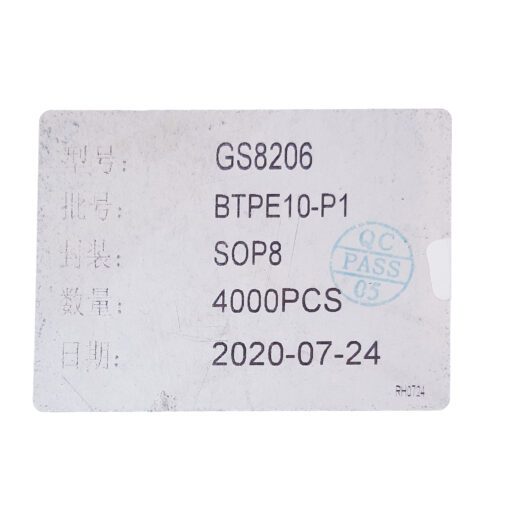 型号: GS8206
批号: BTPE10-P1
封装: SOP8
数量: 4000PCS
日期: 2020-07-24
QC
PASS
05
RH0724